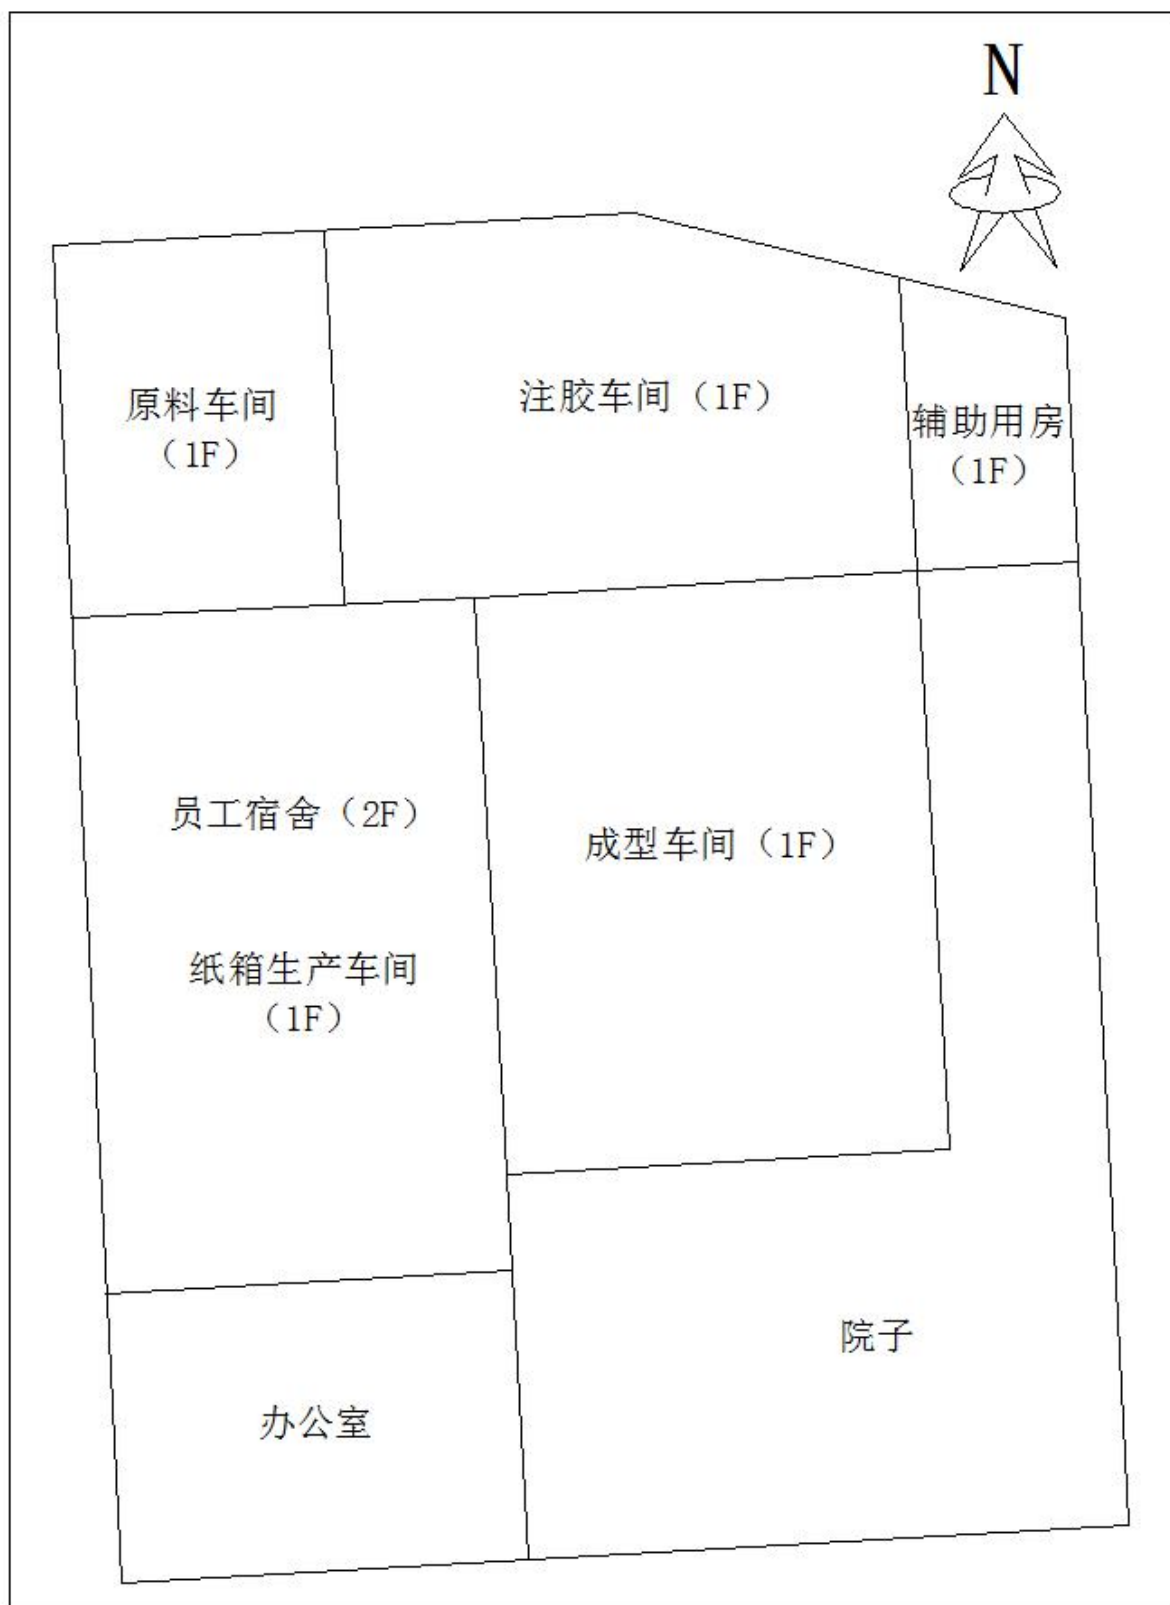 N
原料车间
（1F）
注胶车间（1F）
辅助用房
（1F）
员工宿舍（2F）
成型车间（1F）
纸箱生产车间
（1F）
院子
办公室